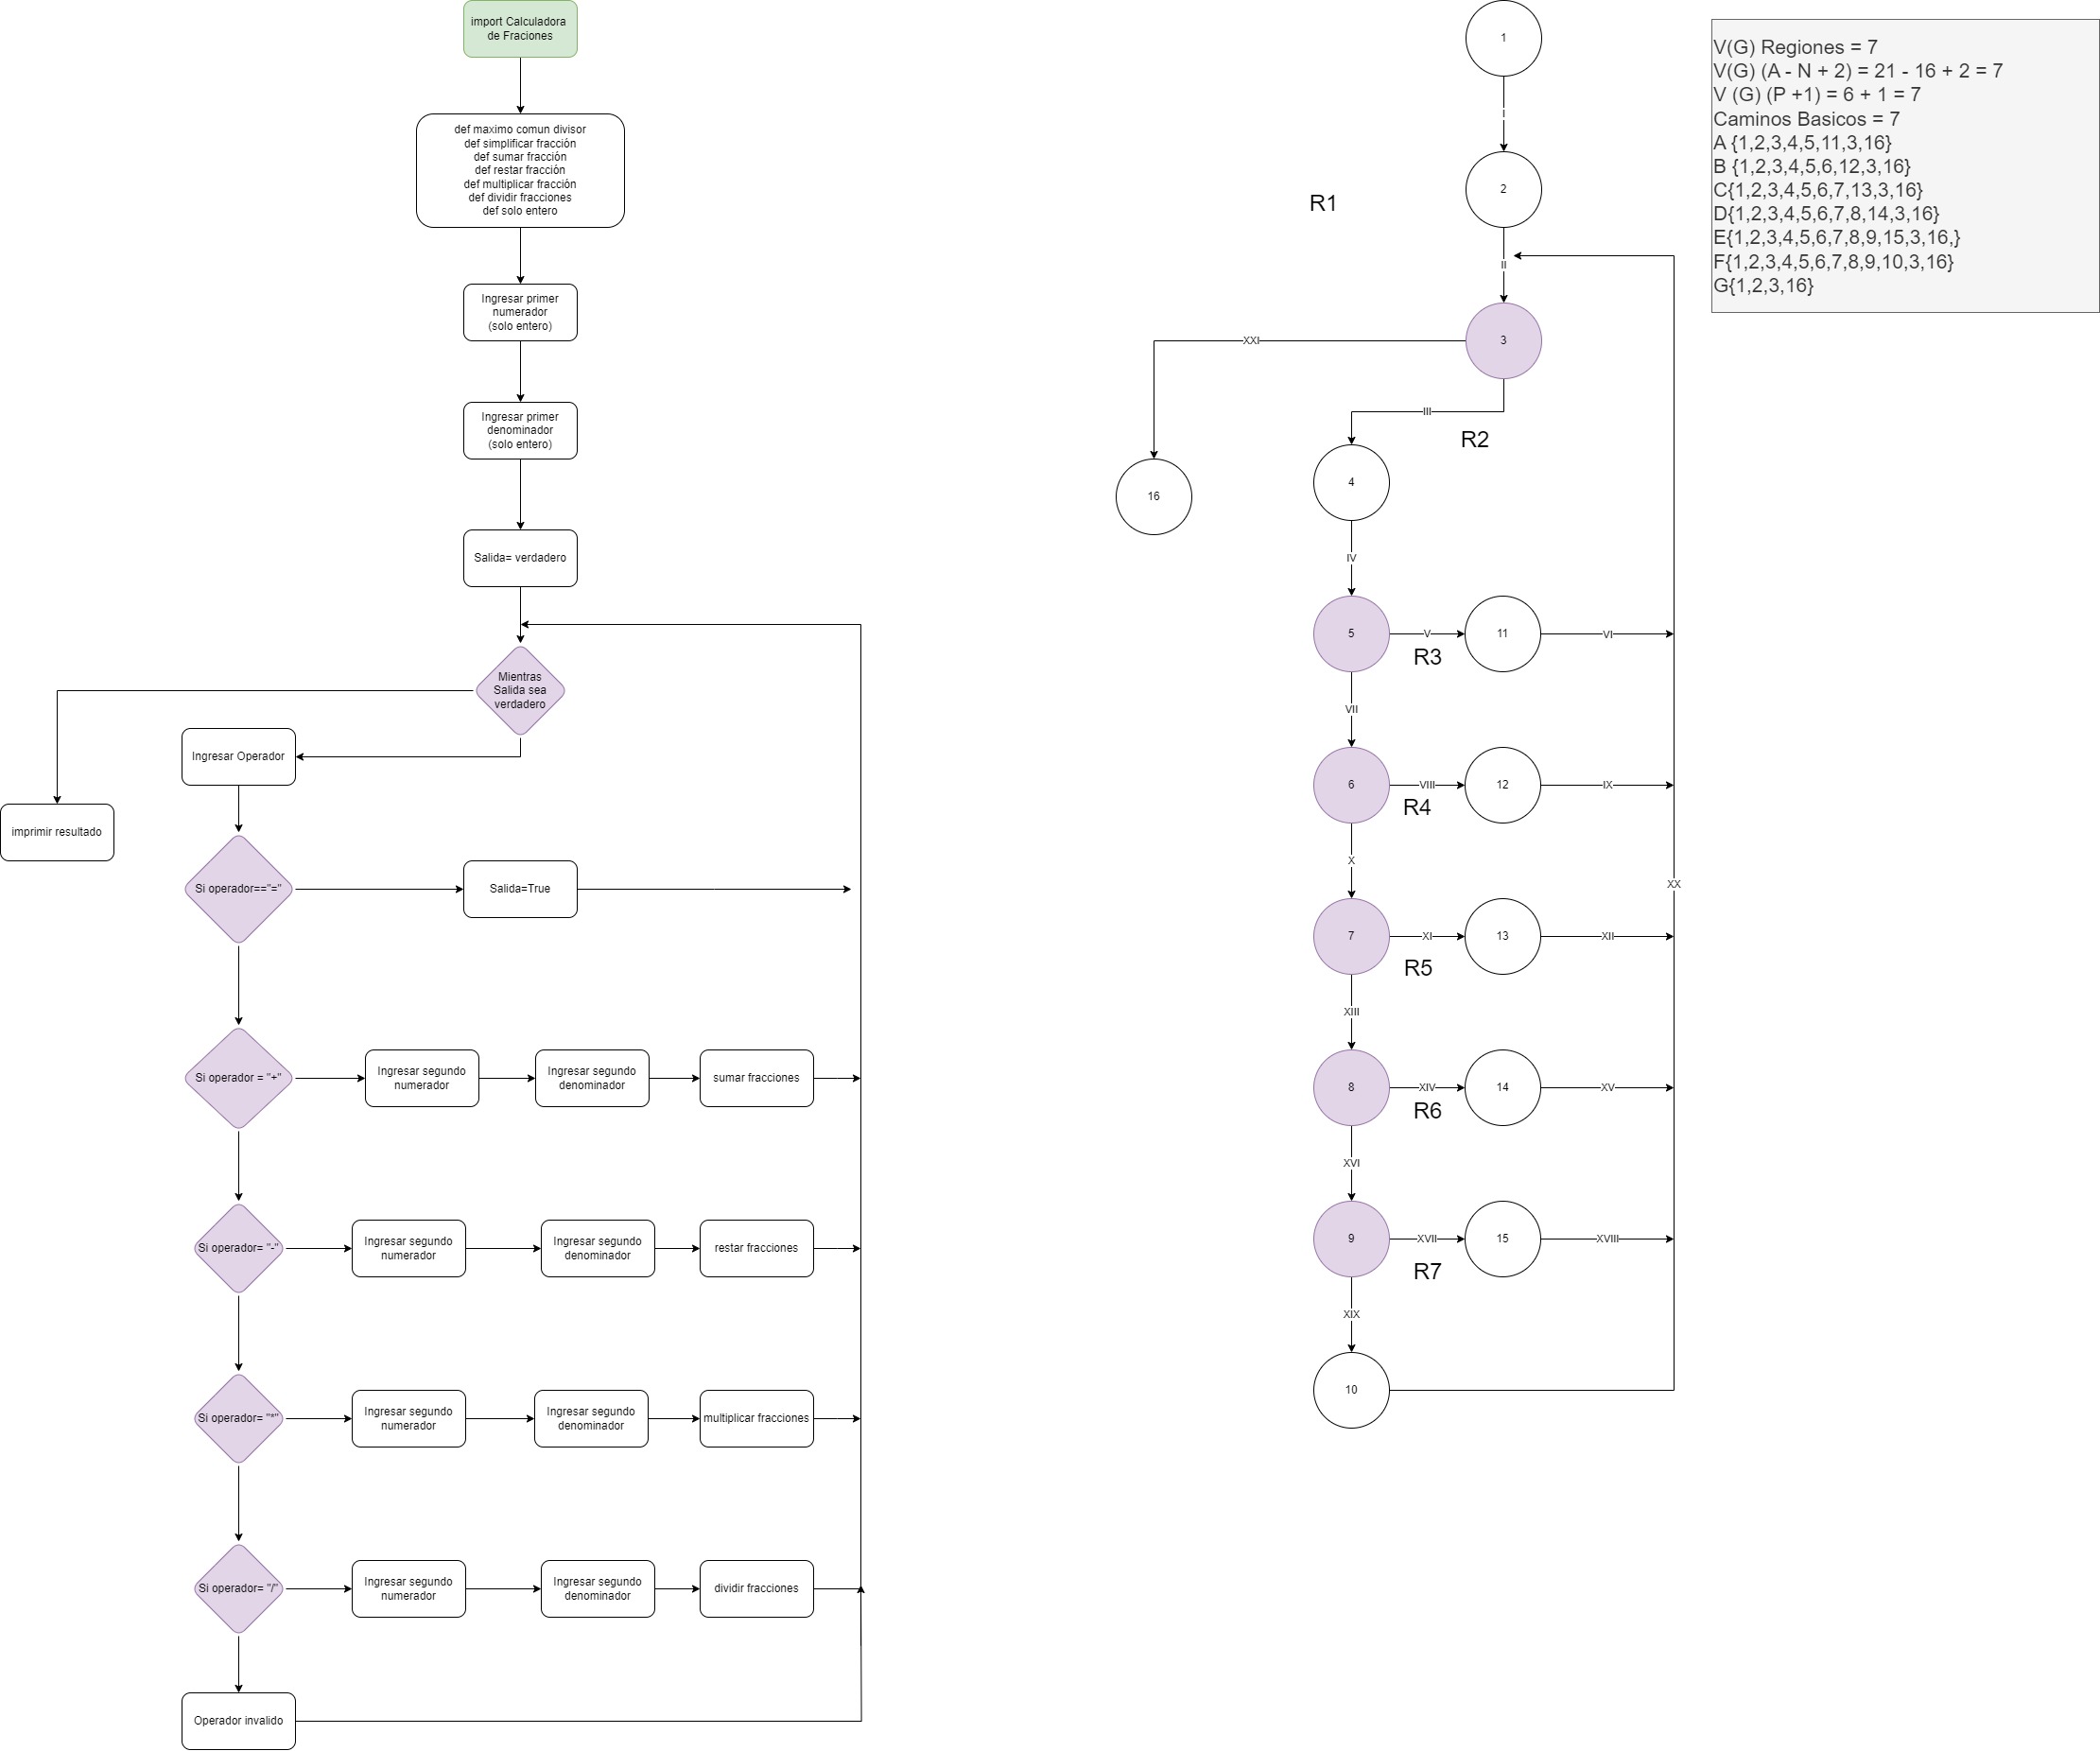 import Calculadora
de Fraciones
def maximo comun divisor
def simplificar fracción
def sumar fracción
def restar fracción
def multiplicar fracción
def dividir fracciones
def solo entero
Ingresar primer
numerador
(solo entero)
Ingresar primer
denominador
(solo entero)
Salida= verdadero
Mientras
Salida sea
verdadero
Ingresar Operador
imprimir resultado
Si operador=="="
Salida=True
Si operador = "+"
Ingresar segundo
numerador
Ingresar segundo
denominador
sumar fracciones
Si operador= "-"
Ingresar segundo
numerador
Ingresar segundo
denominador
restar fracciones
Si operador= "*"
Ingresar segundo
numerador
Ingresar segundo
denominador
multiplicar fracciones
Si operador= "/"
Ingresar segundo
numerador
Ingresar segundo
denominador
dividir fracciones
Operador invalido
1
I
2
R1
II
3
XXI
III
R2
4
16
IV
5
V
11
VI
R3
VII
6
VIII
12
IX
R4
X
XX
7
XI
13
XII
R5
XIII
8
XIV
14
XV
R6
XVI
9
XVII
15
XVIII
R7
XIX
10
V(G) Regiones = 7
V(G) (A - N + 2) = 21 - 16 + 2 = 7
V (G) (P +1) = 6 + 1 = 7
Caminos Basicos = 7
A {1,2,3,4,5,11,3,16}
B {1,2,3,4,5,6,12,3,16}
C{1,2,3,4,5,6,7,13,3,16}
D{1,2,3,4,5,6,7,8,14,3,16}
E{1,2,3,4,5,6,7,8,9,15,3,16,}
F{1,2,3,4,5,6,7,8,9,10,3,16}
G{1,2,3,16}